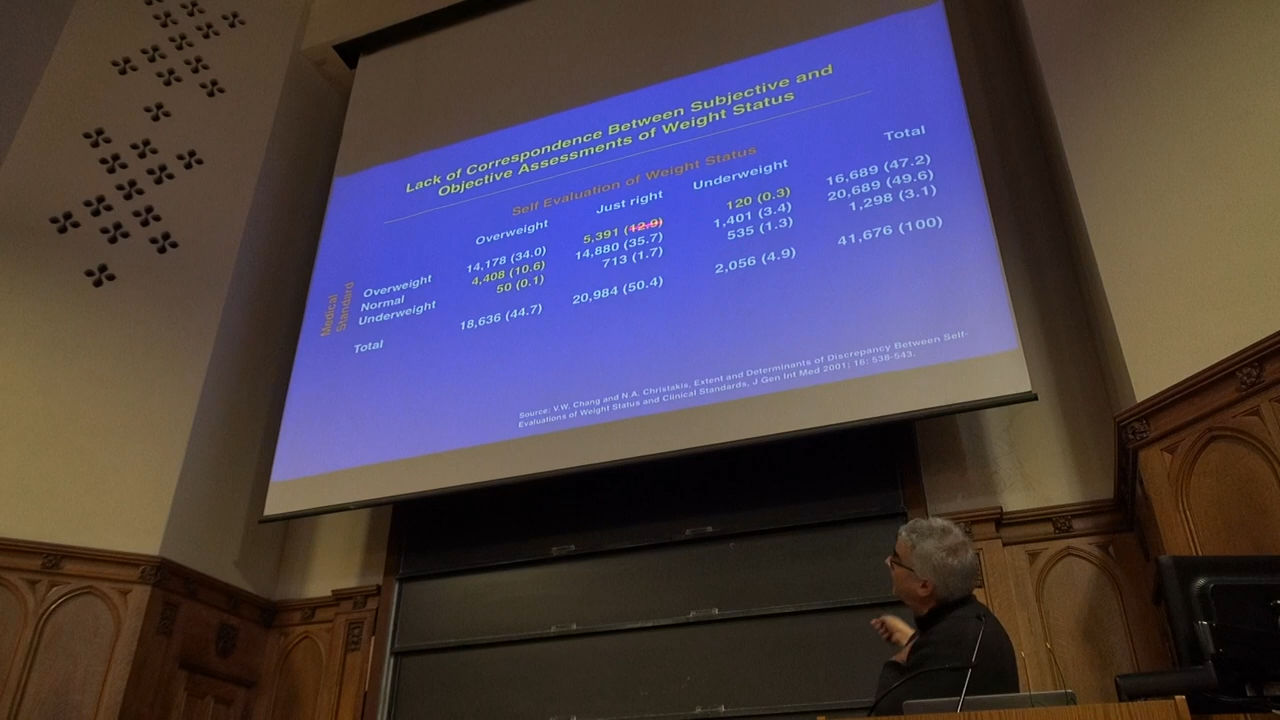 Lack of Correspondence Between Subjective and
Objective Assessments of Weight Status
Self Evaluation of Weight Status
Overweight Just right Underweight Total
Medical
Standard
Overweight 14,178 (34.0) 5,391 (12.9) 120 (0.3) 16,689 (47.2)
Normal 4,408 (10.6) 14,880 (35.7) 1,401 (3.4) 20,689 (49.6)
Underweight 50 (0.1) 713 (1.7) 535 (1.3) 1,298 (3.1)
Total 18,636 (44.7) 20,984 (50.4) 2,056 (4.9) 41,676 (100)
Source: V.W. Chang and N.A. Christakis, Extent and Determinants of Discrepancy Between Self-
Evaluations of Weight Status and Clinical Standards, J Gen Int Med 2001; 16: 538-543.